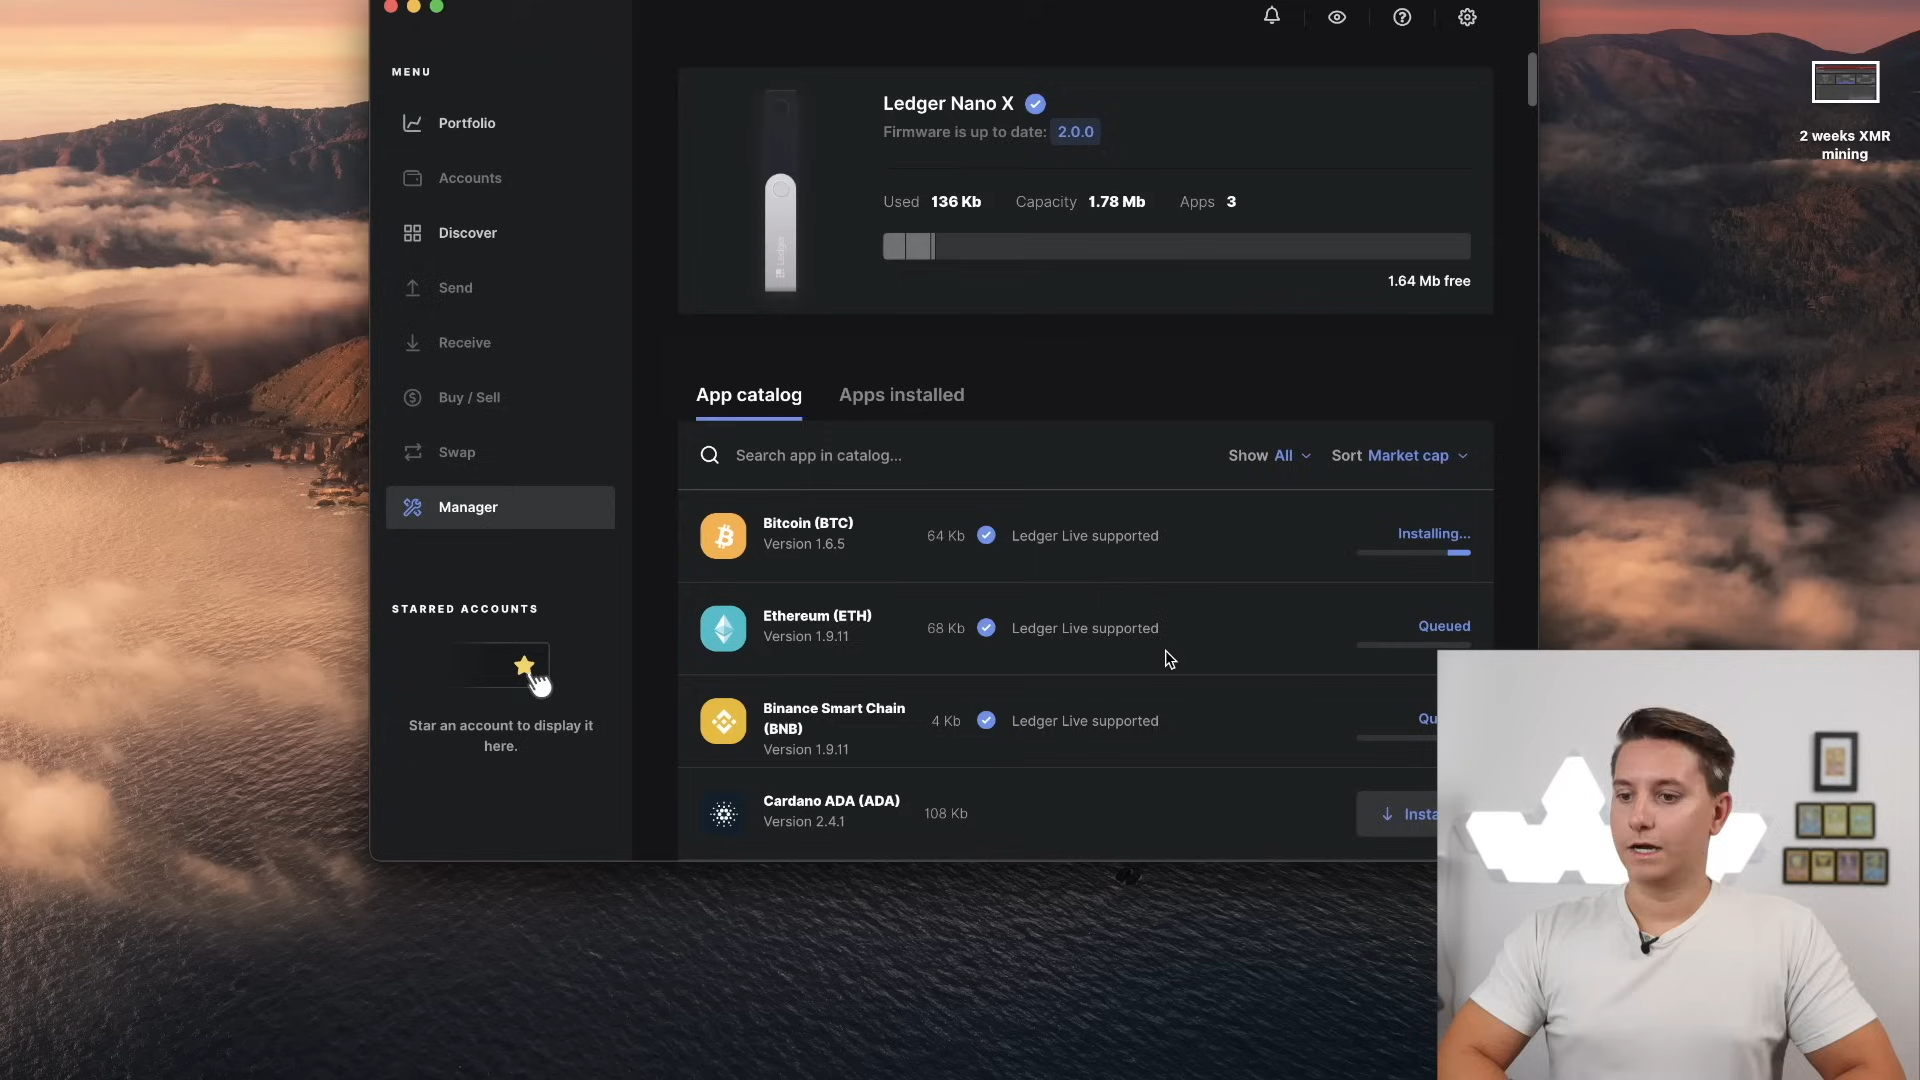 MENU
Portfolio
Accounts
Discover
Send
Receive
Buy / Sell
Swap
Manager
STARRED ACCOUNTS
Star an account to display it
here.
Ledger Nano X
Firmware is up to date: 2.0.0
Used 136 Kb Capacity 1.78 Mb Apps 3
1.64 Mb free
App catalog Apps installed
Search app in catalog... Show All Sort Market cap
Bitcoin (BTC)
Version 1.6.5
64 Kb Ledger Live supported
Installing...
Ethereum (ETH)
Version 1.9.11
68 Kb Ledger Live supported
Queued
Binance Smart Chain
(BNB)
Version 1.9.11
4 Kb Ledger Live supported
Qu
Cardano ADA (ADA)
Version 2.4.1
108 Kb
Insta
2 weeks XMR
mining
Ledger